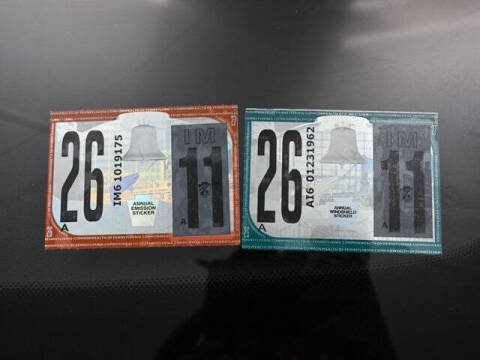 26
IM6 1019175
ANNUAL
EMISSION
STICKER
A
IM
11
A
26
AI6 01231962
ANNUAL
WINDSHIELD
STICKER
A
IM
11
A